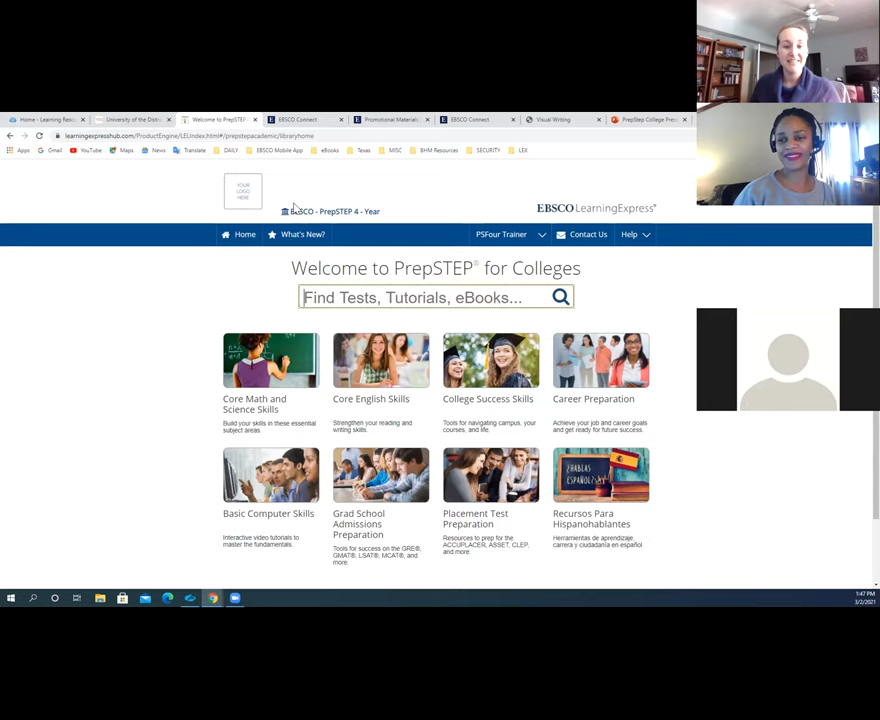 Home - Learning Reso
University of the Distri
Welcome to PrepSTEP
EBSCO Connect
Promotional Materials
EBSCO Connect
Visual Writing
PrepStep College Pres
learningexpresshub.com/ProductEngine/LELIndex.html#/prepstepacademic/libraryhome
Apps Gmail YouTube Maps News Translate DAILY EBSCO Mobile App eBooks Texas MISC BHM Resources SECURITY LEX
YOUR
LOGO
HERE
EBSCO - PrepSTEP 4 - Year
EBSCO LearningExpress®
Home What's New? PSFour Trainer Contact Us Help
Welcome to PrepSTEP® for Colleges
Find Tests, Tutorials, eBooks...
Core Math and
Science Skills
Build your skills in these essential
subject areas.
Core English Skills
Strengthen your reading and
writing skills.
College Success Skills
Tools for navigating campus, your
courses, and life.
Career Preparation
Achieve your job and career goals
and get ready for future success.
¿HABLAS
ESPAÑOL?
Basic Computer Skills
Interactive video tutorials to
master the fundamentals.
Grad School
Admissions
Preparation
Tools for success on the GRE®,
GMAT®, LSAT®, MCAT®, and
more.
Placement Test
Preparation
Resources to prep for the
ACCUPLACER, ASSET, CLEP,
and more.
Recursos Para
Hispanohablantes
Herramientas de aprendizaje,
carrera y ciudadanía en español
1:47 PM
3/2/2021